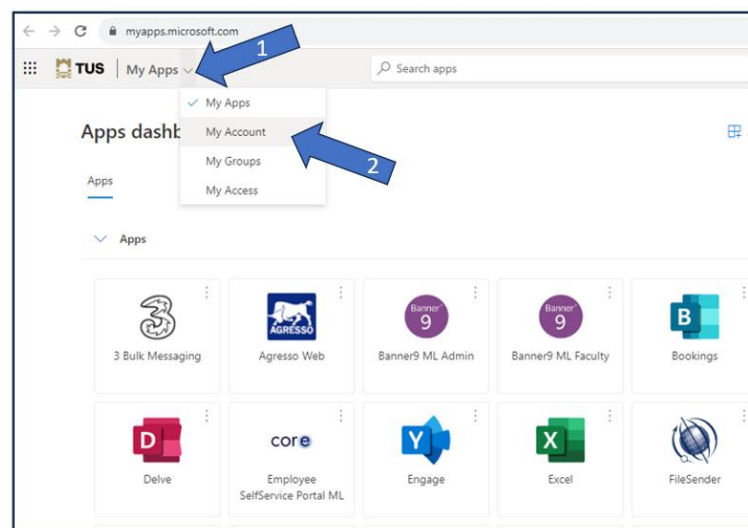 myapps.microsoft.com
1
TUS My Apps
Search apps
My Apps
Apps dashb
My Account
2
My Groups
Apps
My Access
Apps
3 Bulk Messaging
AGRESSO
Agresso Web
Banner
9
Banner9 ML Admin
Banner
9
Banner9 ML Faculty
B
Bookings
D
Delve
core
Employee
SelfService Portal ML
Y
Engage
X
Excel
FileSender